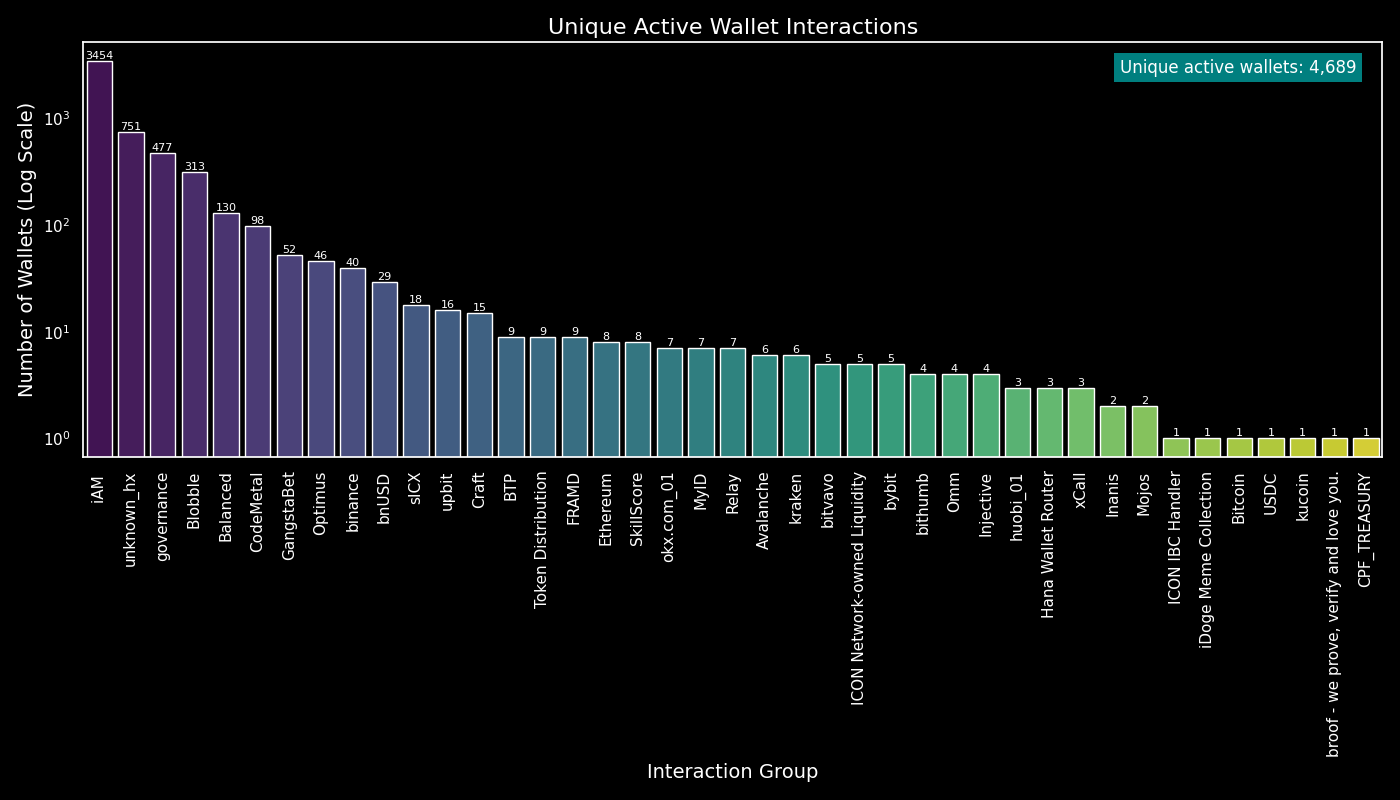 Unique Active Wallet Interactions
Unique active wallets: 4,689
Number of Wallets (Log Scale)
10³
10²
10¹
10⁰
3454
751
477
313
130
98
52
46
40
29
18
16
15
9
9
9
8
8
7
7
7
6
6
5
5
5
4
4
4
3
3
3
2
2
1
1
1
1
1
1
1
iAM
unknown_hx
governance
Blobble
Balanced
CodeMetal
GangstaBet
Optimus
binance
bnUSD
sICX
upbit
Craft
BTP
Token Distribution
FRAMD
Ethereum
SkillScore
okx.com_01
MyID
Relay
Avalanche
kraken
bitvavo
ICON Network-owned Liquidity
bybit
bithumb
Omm
Injective
huobi_01
Hana Wallet Router
xCall
Inanis
Mojos
ICON IBC Handler
iDoge Meme Collection
Bitcoin
USDC
kucoin
broof - we prove, verify and love you.
CPF_TREASURY
Interaction Group